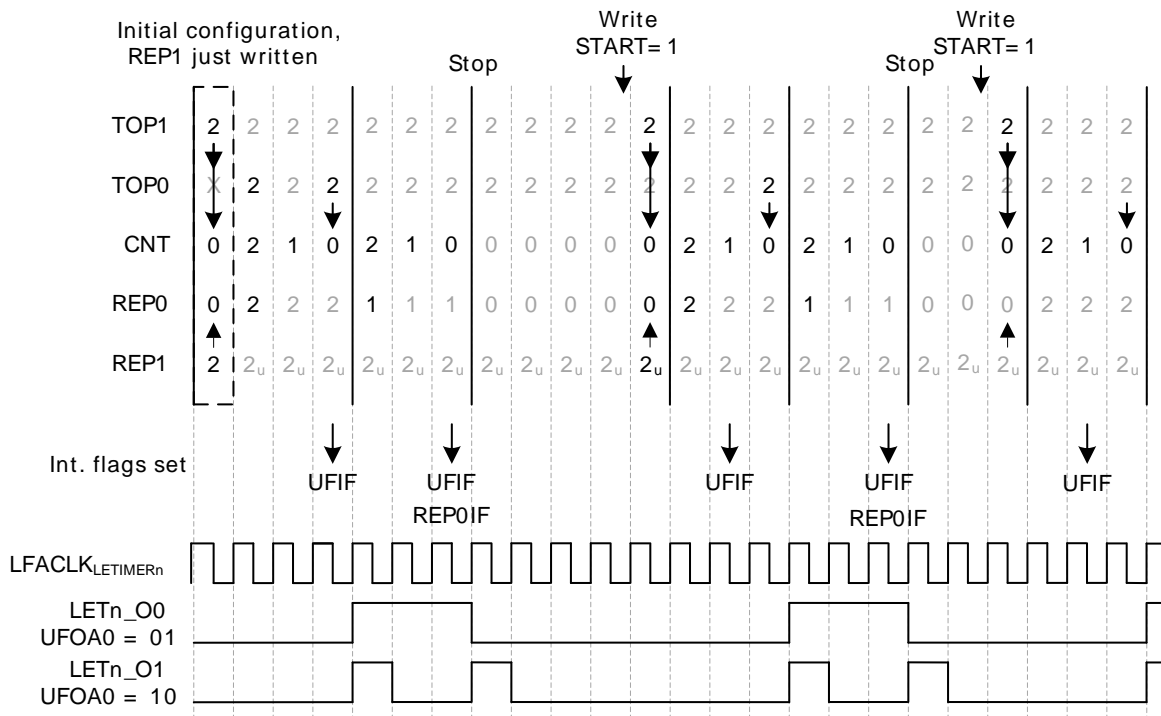 Initial configuration,
REP1 just written
Stop
Write
START= 1
Stop
Write
START= 1
TOP1 2 2 2 2 2 2 2 2 2 2 2 2 2 2 2 2 2 2 2 2 2 2 2 2
TOP0 X 2 2 2 2 2 2 2 2 2 2 2 2 2 2 2 2 2 2 2 2 2 2 2
CNT 0 2 1 0 2 1 0 0 0 0 0 0 2 1 0 2 1 0 0 0 0 2 1 0
REP0 0 2 2 2 1 1 1 0 0 0 0 0 2 2 2 1 1 1 0 0 0 2 2 2
REP1 2 2u 2u 2u 2u 2u 2u 2u 2u 2u 2u 2u 2u 2u 2u 2u 2u 2u 2u 2u 2u 2u 2u 2u
Int. flags set
UFIF UFIF UFIF UFIF UFIF
REP0IF REP0IF
LFACLKLETIMERn
LETn_O0
UFOA0 = 01
LETn_O1
UFOA0 = 10